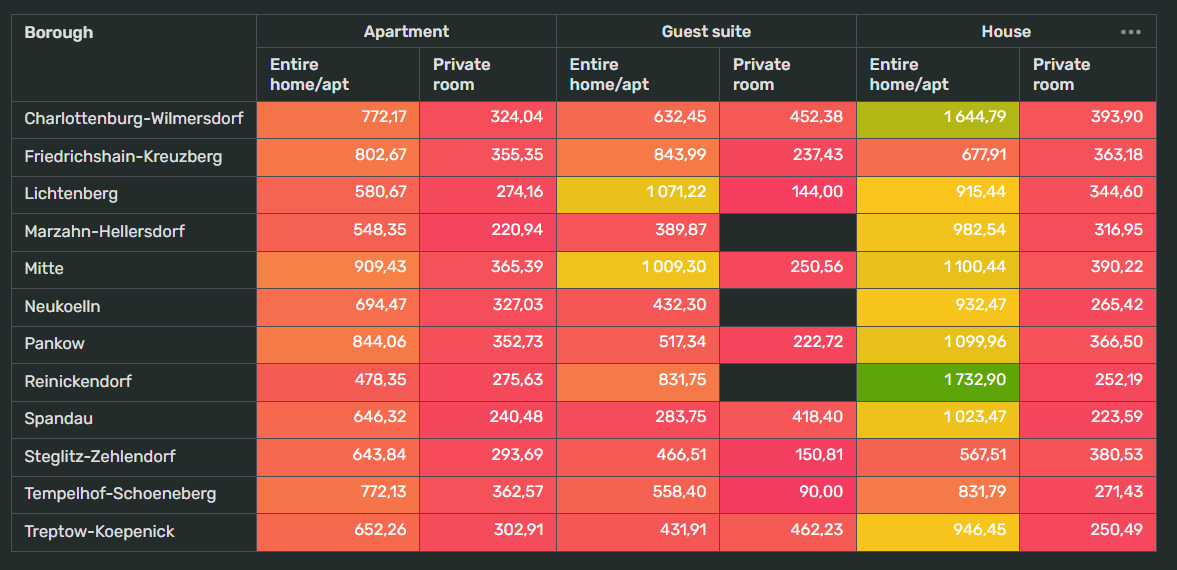 Borough Apartment Guest suite House
Entire home/apt Private room Entire home/apt Private room Entire home/apt Private room
Charlottenburg-Wilmersdorf 772,17 324,04 632,45 452,38 1 644,79 393,90
Friedrichshain-Kreuzberg 802,67 355,35 843,99 237,43 677,91 363,18
Lichtenberg 580,67 274,16 1 071,22 144,00 915,44 344,60
Marzahn-Hellersdorf 548,35 220,94 389,87 982,54 316,95
Mitte 909,43 365,39 1 009,30 250,56 1 100,44 390,22
Neukoelln 694,47 327,03 432,30 932,47 265,42
Pankow 844,06 352,73 517,34 222,72 1 099,96 366,50
Reinickendorf 478,35 275,63 831,75 1 732,90 252,19
Spandau 646,32 240,48 283,75 418,40 1 023,47 223,59
Steglitz-Zehlendorf 643,84 293,69 466,51 150,81 567,51 380,53
Tempelhof-Schoeneberg 772,13 362,57 558,40 90,00 831,79 271,43
Treptow-Koepenick 652,26 302,91 431,91 462,23 946,45 250,49